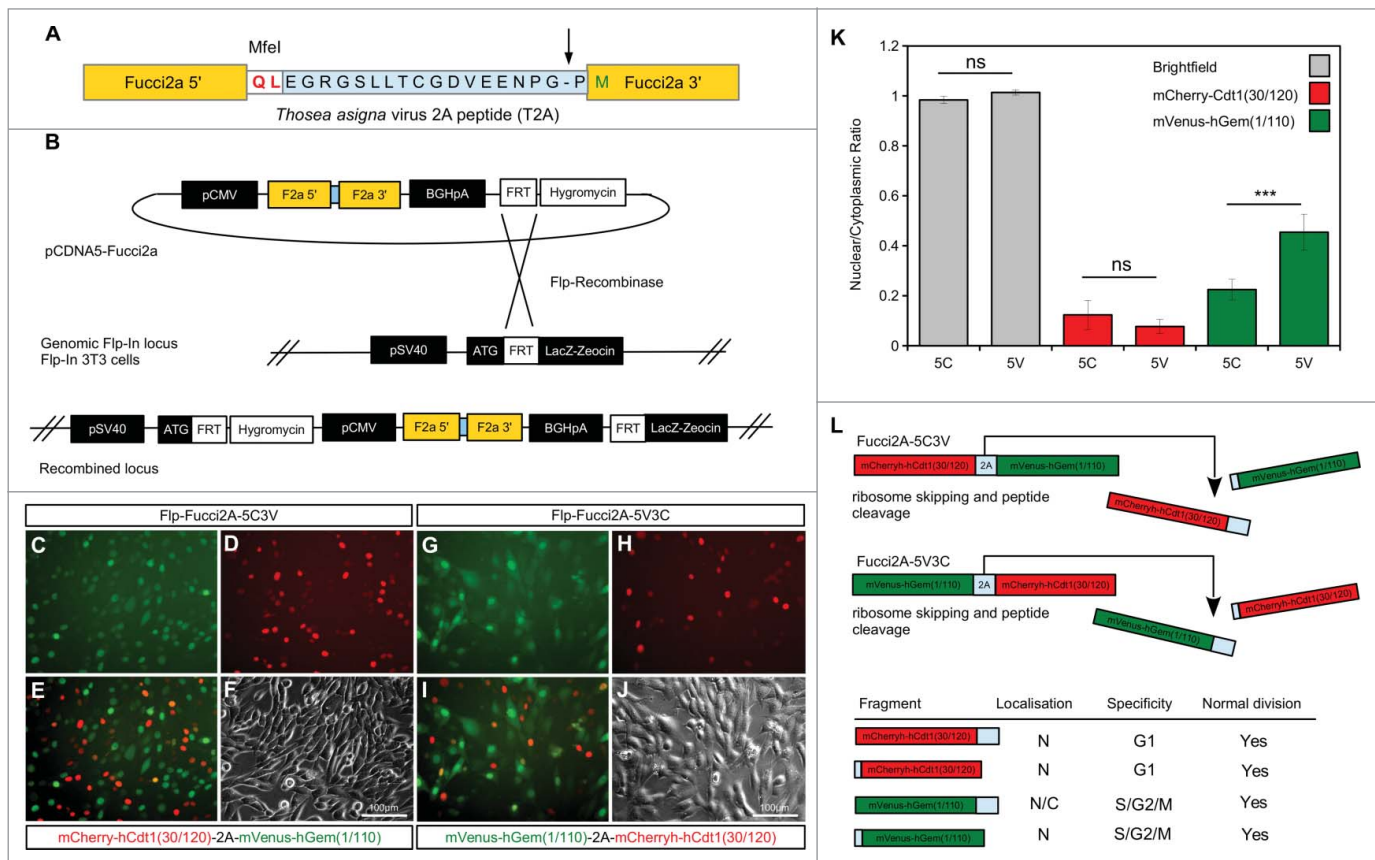 A
MfeI
Fucci2a 5'
Q L E G R G S L L T C G D V E E N P G - P M
Fucci2a 3'
Thosea asigna virus 2A peptide (T2A)
B
pCMV
F2a 5'
F2a 3'
BGHpA
FRT
Hygromycin
pCDNA5-Fucci2a
Flp-Recombinase
Genomic Flp-In locus
Flp-In 3T3 cells
pSV40
ATG
FRT
LacZ-Zeocin
pSV40
ATG
FRT
Hygromycin
pCMV
F2a 5'
F2a 3'
BGHpA
FRT
LacZ-Zeocin
Recombined locus
Flp-Fucci2A-5C3V
Flp-Fucci2A-5V3C
C
D
G
H
E
F
I
J
100µm
100µm
mCherry-hCdt1(30/120)-2A-mVenus-hGem(1/110)
mVenus-hGem(1/110)-2A-mCherryh-hCdt1(30/120)
K
Nuclear/Cytoplasmic Ratio
1.2
1
0.8
0.6
0.4
0.2
0
ns
ns
***
Brightfield
mCherry-Cdt1(30/120)
mVenus-hGem(1/110)
5C
5V
5C
5V
5C
5V
L
Fucci2A-5C3V
mCherryh-hCdt1(30/120)
2A
mVenus-hGem(1/110)
mVenus-hGem(1/110)
mCherryh-hCdt1(30/120)
ribosome skipping and peptide
cleavage
Fucci2A-5V3C
mVenus-hGem(1/110)
2A
mCherryh-hCdt1(30/120)
mCherryh-hCdt1(30/120)
mVenus-hGem(1/110)
ribosome skipping and peptide
cleavage
Fragment Localisation Specificity Normal division
mCherryh-hCdt1(30/120) N G1 Yes
mCherryh-hCdt1(30/120) N G1 Yes
mVenus-hGem(1/110) N/C S/G2/M Yes
mVenus-hGem(1/110) N S/G2/M Yes